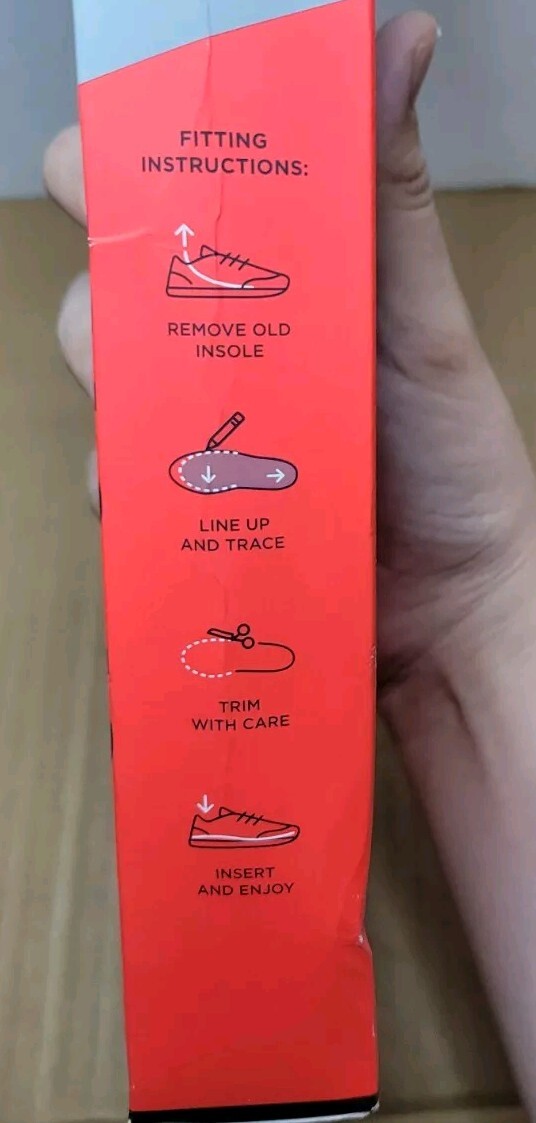 FITTING
INSTRUCTIONS:
REMOVE OLD
INSOLE
LINE UP
AND TRACE
TRIM
WITH CARE
INSERT
AND ENJOY